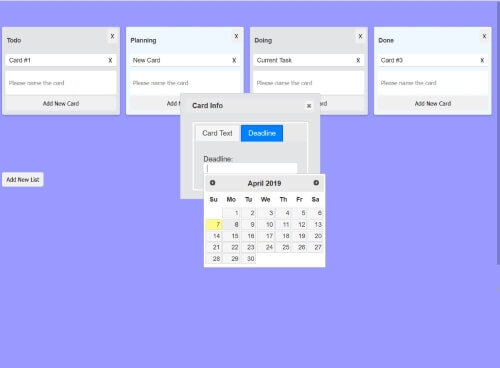 Todo X
Card #1 X
Please name the card
Add New Card
Planning X
New Card X
Please name the card
Doing X
Current Task X
Please name the card
Done X
Card #3 X
Please name the card
Add New Card
Add New List
Card Info ×
Card Text Deadline
Deadline:
April 2019
Su Mo Tu We Th Fr Sa
1 2 3 4 5 6
7 8 9 10 11 12 13
14 15 16 17 18 19 20
21 22 23 24 25 26 27
28 29 30